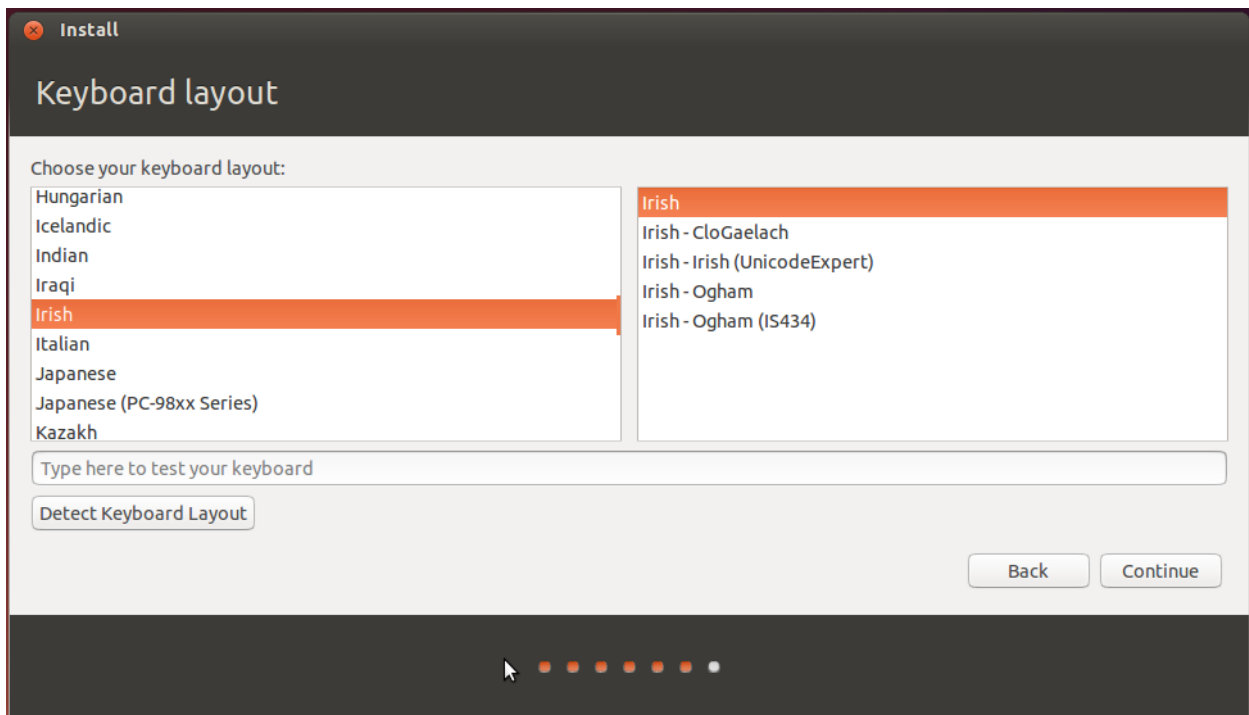 Install
Keyboard layout
Choose your keyboard layout:
Hungarian
Icelandic
Indian
Iraqi
Irish
Italian
Japanese
Japanese (PC-98xx Series)
Kazakh
Irish
Irish - CloGaelach
Irish - Irish (UnicodeExpert)
Irish - Ogham
Irish - Ogham (IS434)
Type here to test your keyboard
Detect Keyboard Layout
Back
Continue